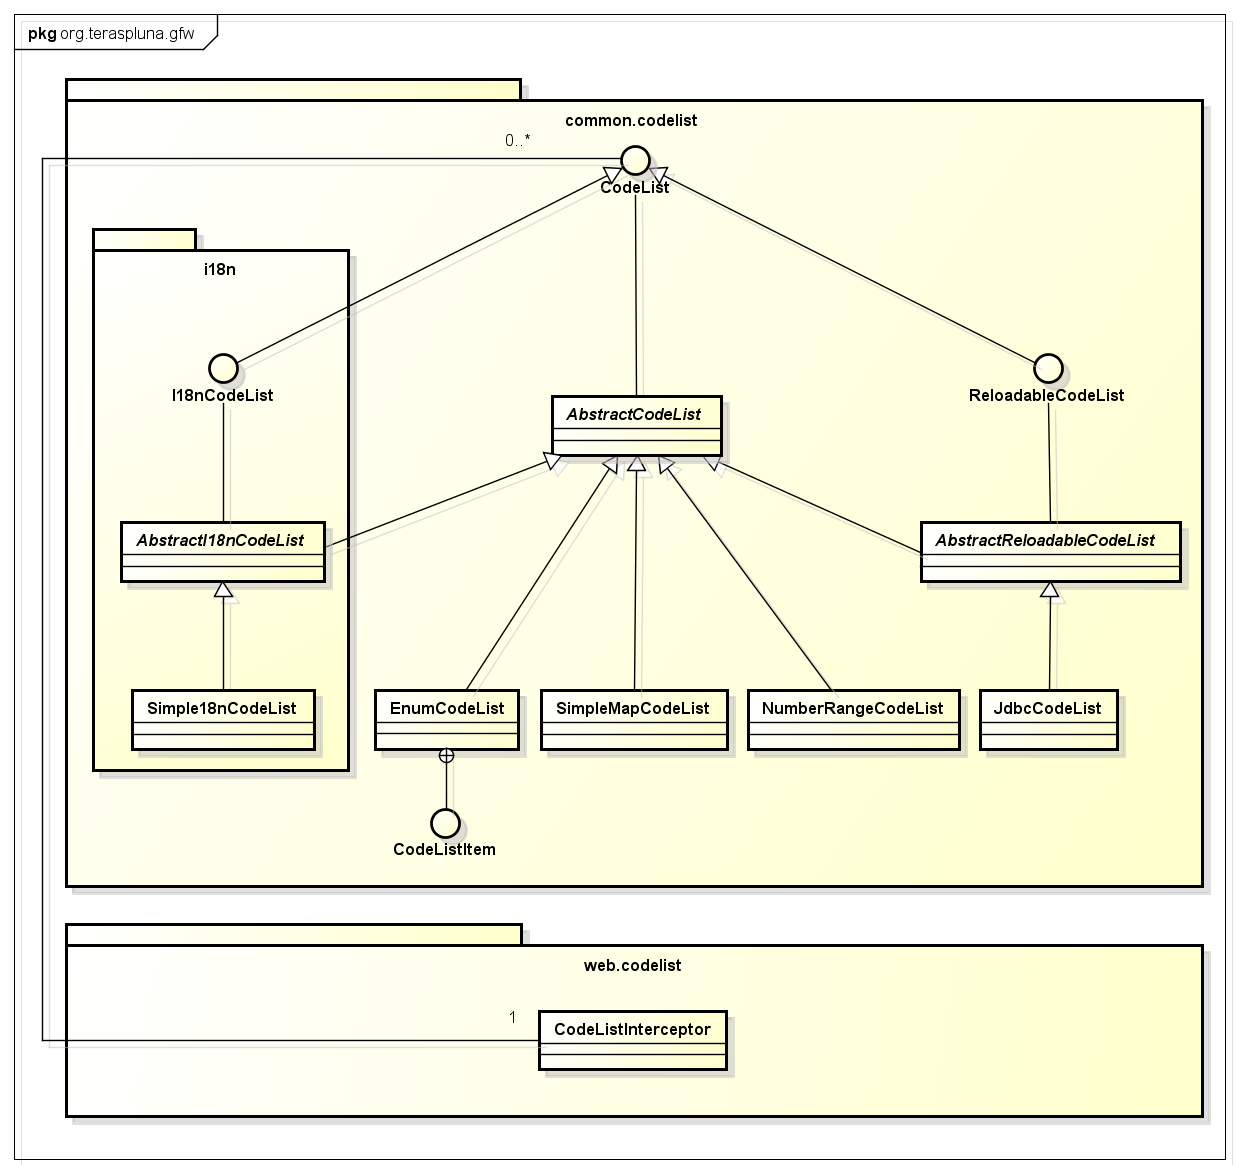 pkg org.teraspluna.gfw
common.codelist
0..*
CodeList
i18n
I18nCodeList
ReloadableCodeList
AbstractCodeList
AbstractI18nCodeList
AbstractReloadableCodeList
Simple18nCodeList
EnumCodeList
SimpleMapCodeList
NumberRangeCodeList
JdbcCodeList
CodeListItem
web.codelist
1
CodeListInterceptor